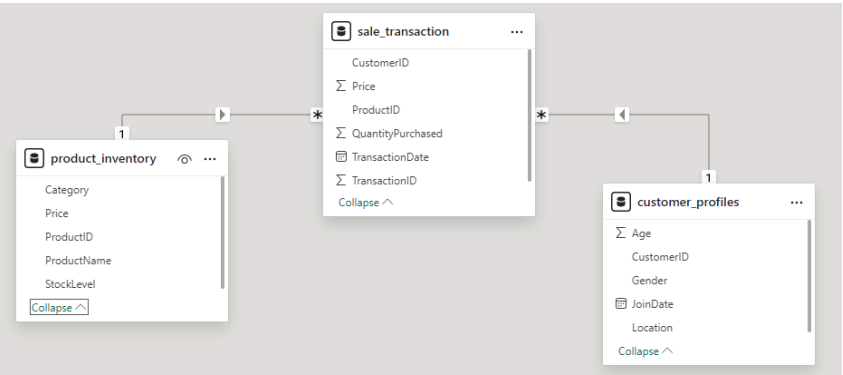 sale_transaction
CustomerID
Σ Price
ProductID
Σ QuantityPurchased
TransactionDate
Σ TransactionID
Collapse
1
*
*
1
product_inventory
Category
Price
ProductID
ProductName
StockLevel
Collapse
customer_profiles
Σ Age
CustomerID
Gender
JoinDate
Location
Collapse